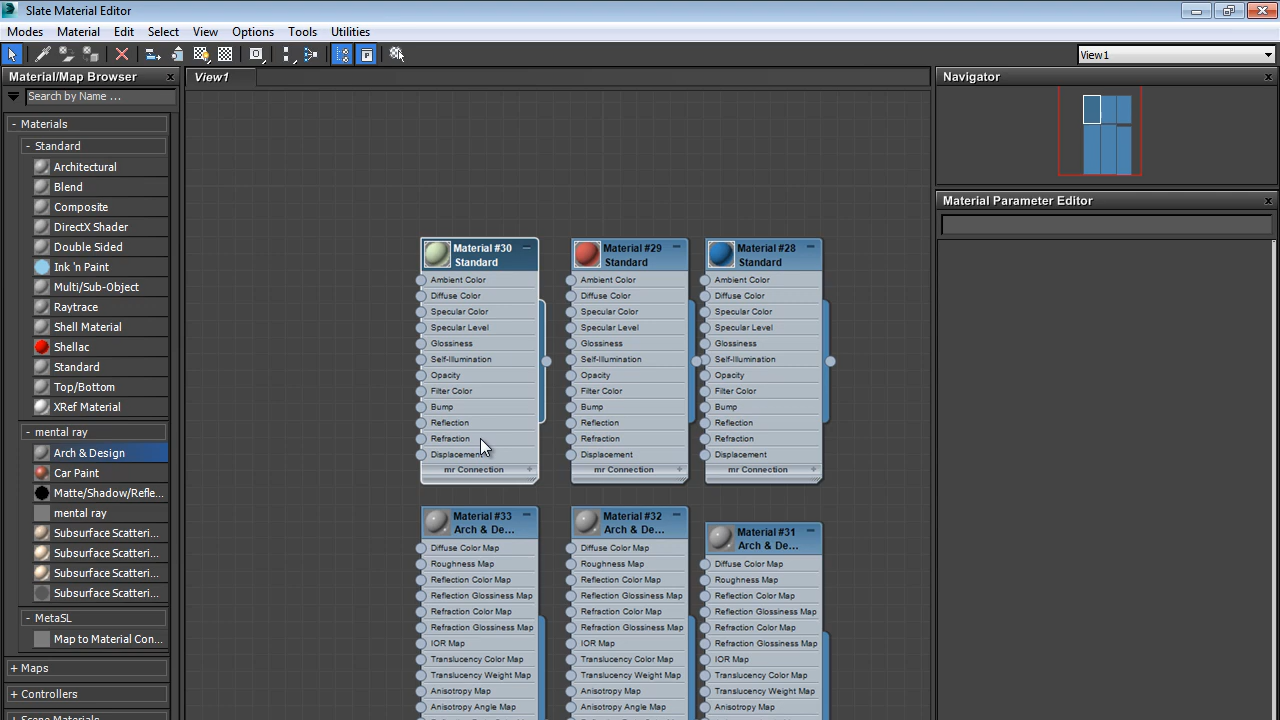 Slate Material Editor
Modes Material Edit Select View Options Tools Utilities
View1
Material/Map Browser
Search by Name ...
- Materials
- Standard
Architectural
Blend
Composite
DirectX Shader
Double Sided
Ink 'n Paint
Multi/Sub-Object
Raytrace
Shell Material
Shellac
Standard
Top/Bottom
XRef Material
- mental ray
Arch & Design
Car Paint
Matte/Shadow/Refle...
mental ray
Subsurface Scatteri...
Subsurface Scatteri...
Subsurface Scatteri...
Subsurface Scatteri...
- MetaSL
Map to Material Con...
+ Maps
+ Controllers
View1
Material #30
Standard
Ambient Color
Diffuse Color
Specular Color
Specular Level
Glossiness
Self-Illumination
Opacity
Filter Color
Bump
Reflection
Refraction
Displacement
mr Connection +
Material #29
Standard
Ambient Color
Diffuse Color
Specular Color
Specular Level
Glossiness
Self-Illumination
Opacity
Filter Color
Bump
Reflection
Refraction
Displacement
mr Connection +
Material #28
Standard
Ambient Color
Diffuse Color
Specular Color
Specular Level
Glossiness
Self-Illumination
Opacity
Filter Color
Bump
Reflection
Refraction
Displacement
mr Connection +
Material #33
Arch & De...
Diffuse Color Map
Roughness Map
Reflection Color Map
Reflection Glossiness Map
Refraction Color Map
Refraction Glossiness Map
IOR Map
Translucency Color Map
Translucency Weight Map
Anisotropy Map
Anisotropy Angle Map
Material #32
Arch & De...
Diffuse Color Map
Roughness Map
Reflection Color Map
Reflection Glossiness Map
Refraction Color Map
Refraction Glossiness Map
IOR Map
Translucency Color Map
Translucency Weight Map
Anisotropy Map
Anisotropy Angle Map
Material #31
Arch & De...
Diffuse Color Map
Roughness Map
Reflection Color Map
Reflection Glossiness Map
Refraction Color Map
Refraction Glossiness Map
IOR Map
Translucency Color Map
Translucency Weight Map
Anisotropy Map
Navigator
Material Parameter Editor